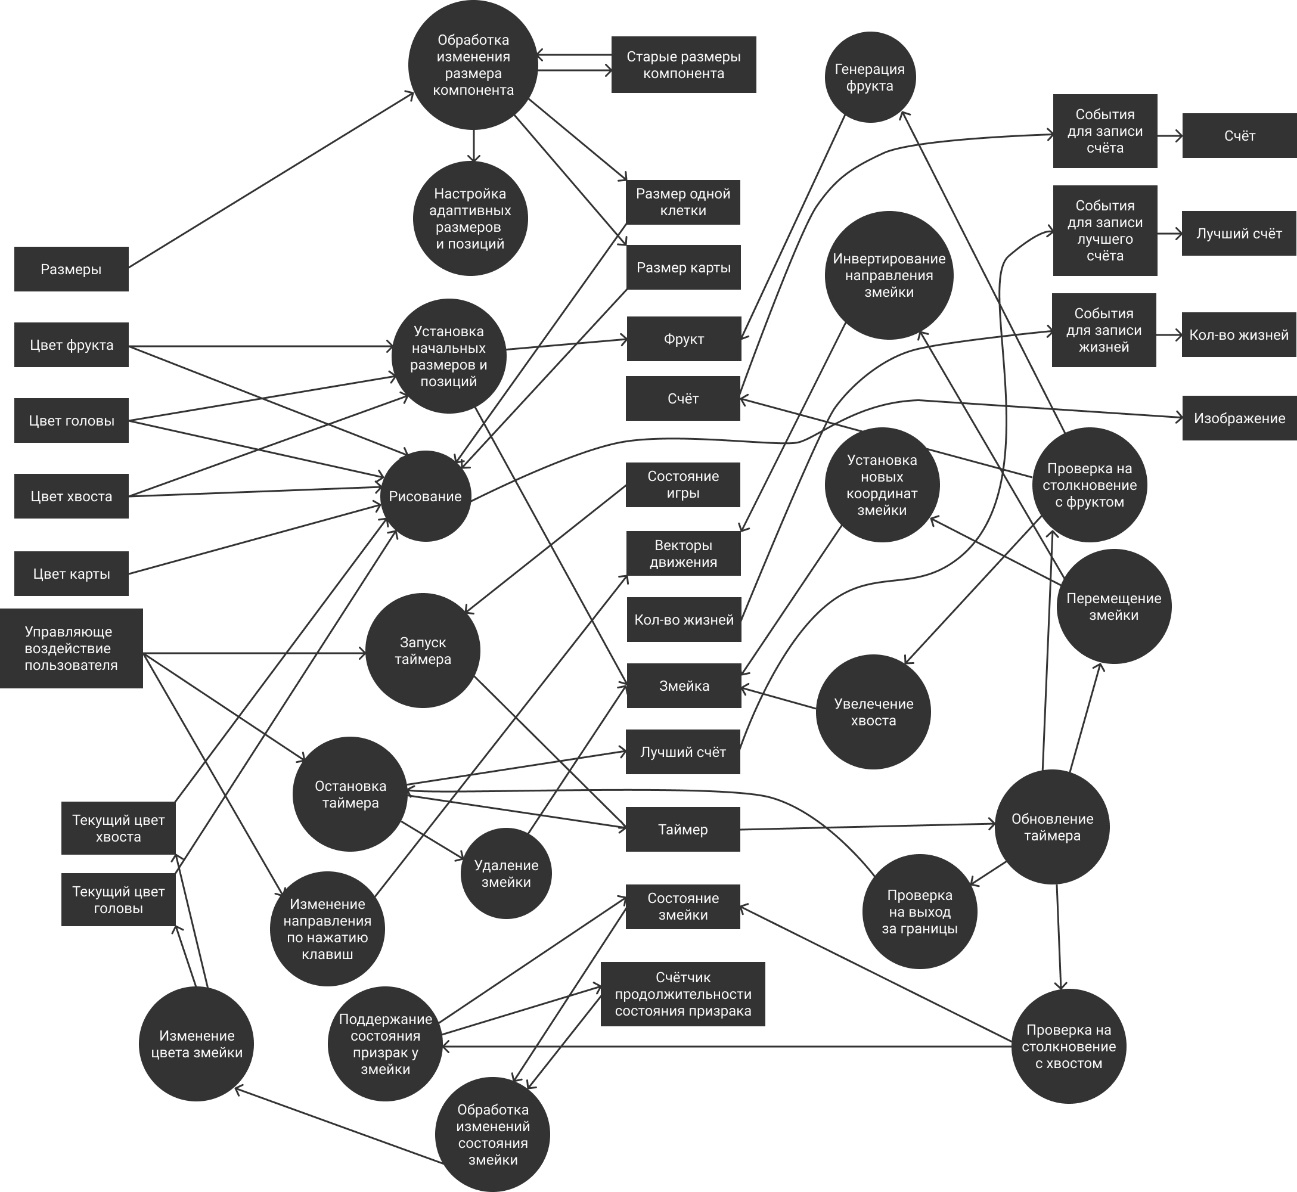 Обработка
изменения
размера
компонента
Старые размеры
компонента
Генерация
фрукта
События
для записи
счёта
Счёт
Настройка
адаптивных
размеров
и позиций
Размер одной
клетки
События
для записи
лучшего
счёта
Лучший счёт
Размеры
Размер карты
Инвертирование
направления
змейки
События
для записи
жизней
Кол-во жизней
Цвет фрукта
Установка
начальных
размеров и
позиций
Фрукт
Счёт
Изображение
Цвет головы
Цвет хвоста
Рисование
Состояние
игры
Установка
новых
координат
змейки
Проверка на
столкновение
с фруктом
Цвет карты
Векторы
движения
Перемещение
змейки
Управляюще
воздействие
пользователя
Запуск
таймера
Кол-во жизней
Змейка
Увелечение
хвоста
Лучший счёт
Остановка
таймера
Текущий цвет
хвоста
Таймер
Обновление
таймера
Удаление
змейки
Текущий цвет
головы
Изменение
направления
по нажатию
клавиш
Состояние
змейки
Проверка
на выход
за границы
Счётчик
продолжительности
состояния призрака
Изменение
цвета змейки
Поддержание
состояния
призрак у
змейки
Проверка на
столкновение
с хвостом
Обработка
изменений
состояния
змейки